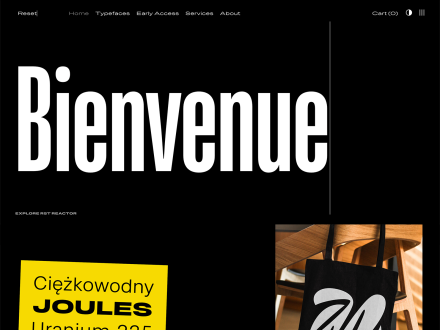 Reset
Home Typefaces Early Access Services About
Cart (0)
Bienvenue
EXPLORE RST REACTOR
Ciężkowodny
JOULES
Uranium 235